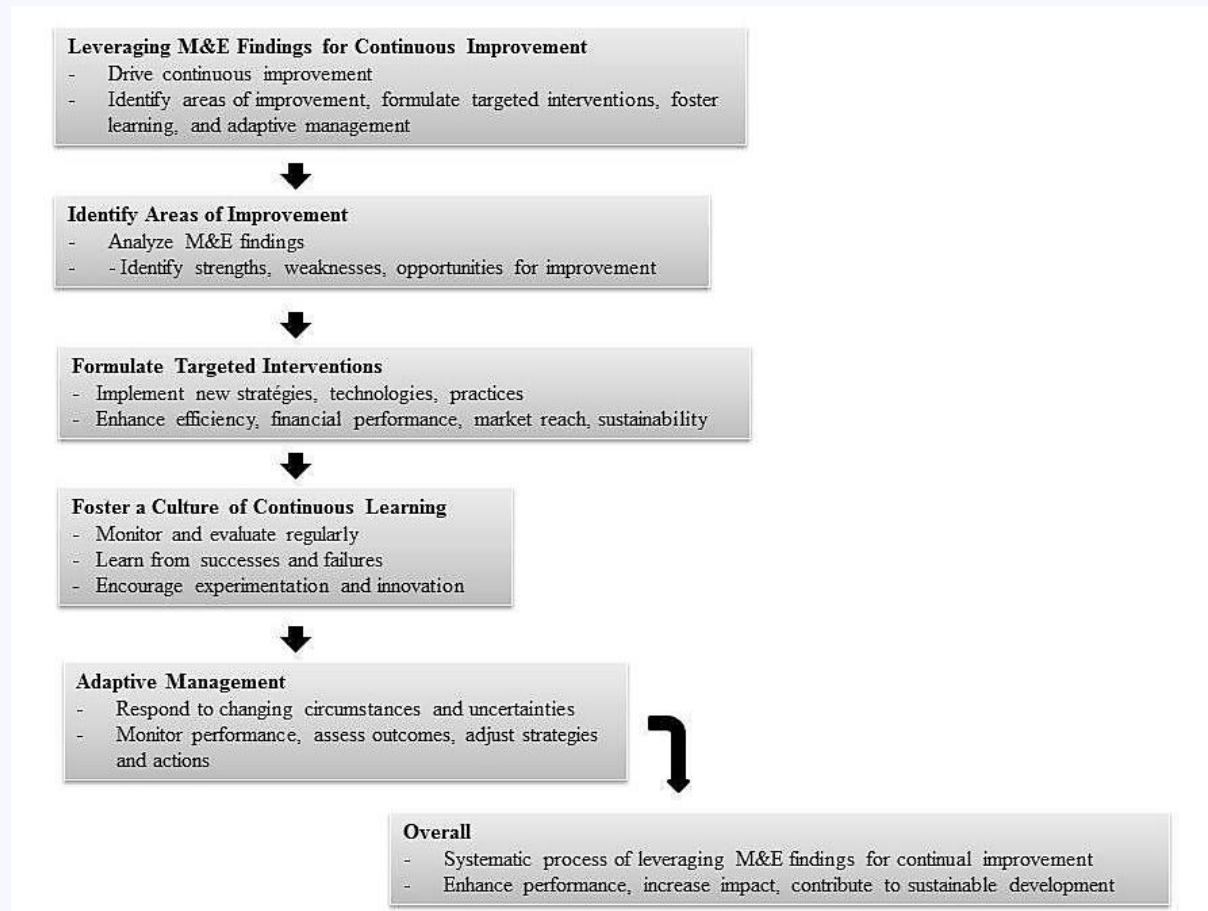 Leveraging M&E Findings for Continuous Improvement
- Drive continuous improvement
- Identify areas of improvement, formulate targeted interventions, foster
learning, and adaptive management
Identify Areas of Improvement
- Analyze M&E findings
- - Identify strengths, weaknesses, opportunities for improvement
Formulate Targeted Interventions
- Implement new stratégies, technologies, practices
- Enhance efficiency, financial performance, market reach, sustainability
Foster a Culture of Continuous Learning
- Monitor and evaluate regularly
- Learn from successes and failures
- Encourage experimentation and innovation
Adaptive Management
- Respond to changing circumstances and uncertainties
- Monitor performance, assess outcomes, adjust strategies
and actions
Overall
- Systematic process of leveraging M&E findings for continual improvement
- Enhance performance, increase impact, contribute to sustainable development